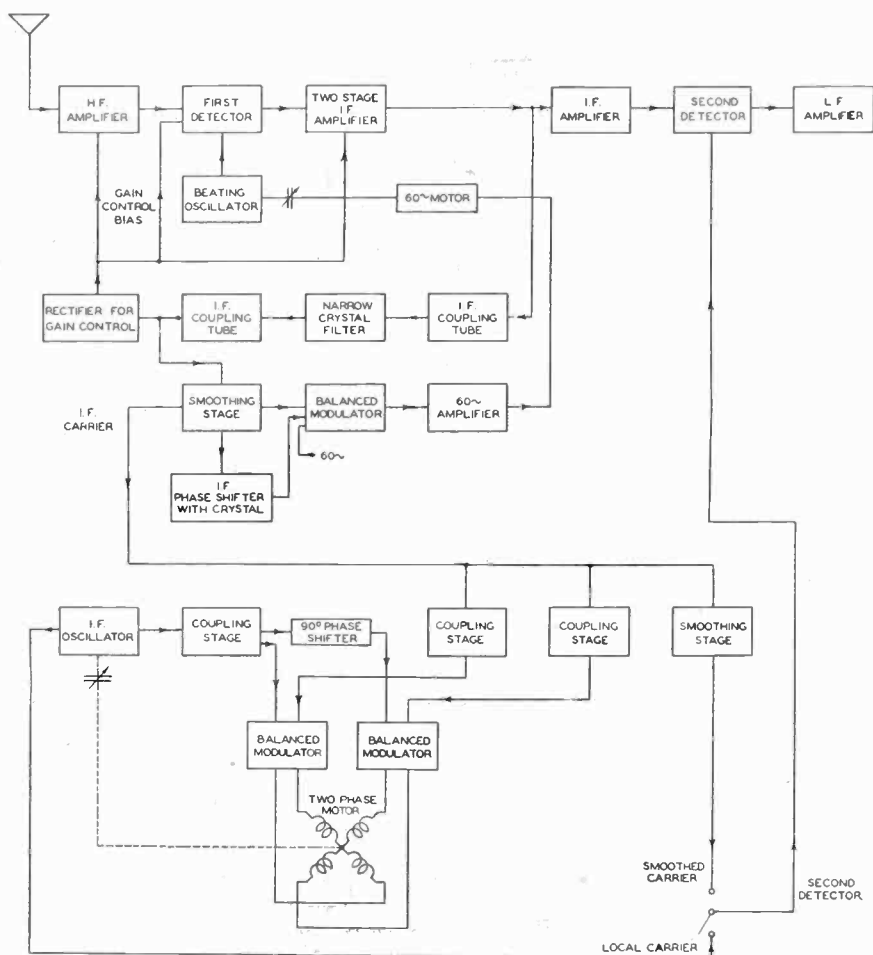 H.F.
AMPLIFIER
FIRST
DETECTOR
TWO STAGE
I.F.
AMPLIFIER
I.F.
AMPLIFIER
SECOND
DETECTOR
L.F
AMPLIFIER
GAIN
CONTROL
BIAS
BEATING
OSCILLATOR
60~MOTOR
RECTIFIER FOR
GAIN CONTROL
I.F.
COUPLING
TUBE
NARROW
CRYSTAL
FILTER
I.F.
COUPLING
TUBE
I.F.
CARRIER
SMOOTHING
STAGE
BALANCED
MODULATOR
60~
AMPLIFIER
60~
I.F
PHASE SHIFTER
WITH CRYSTAL
I.F.
OSCILLATOR
COUPLING
STAGE
90° PHASE
SHIFTER
COUPLING
STAGE
COUPLING
STAGE
SMOOTHING
STAGE
BALANCED
MODULATOR
BALANCED
MODULATOR
TWO PHASE
MOTOR
SMOOTHED
CARRIER
SECOND
DETECTOR
LOCAL CARRIER